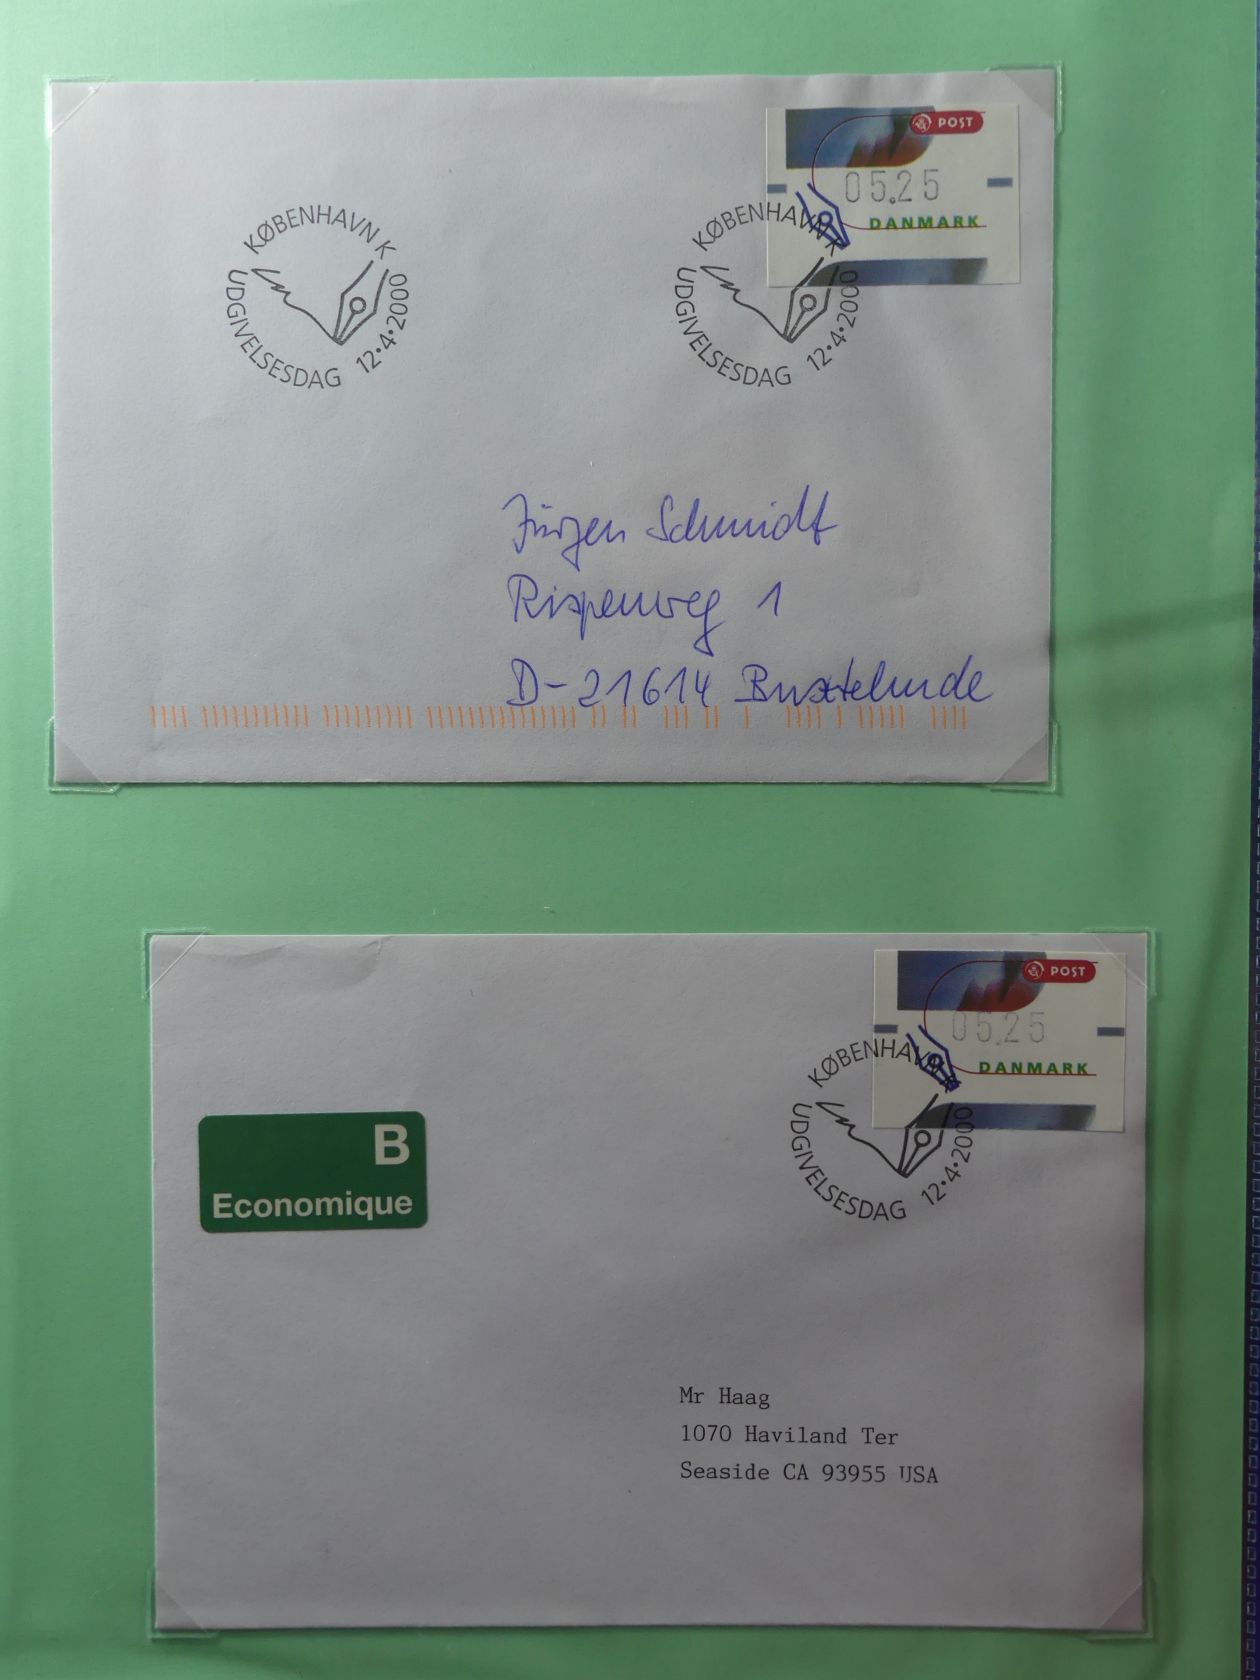 POST
05.25
DANMARK
KØBENHAVN K
UDGIVELSESDAG 12•4•2000
KØBENHAVN K
UDGIVELSESDAG 12•4•2000
Jürgen Schmidt
Rispenweg 1
D-21614 Buxtehude
POST
05.25
DANMARK
KØBENHAVN K
UDGIVELSESDAG 12•4•2000
B
Economique
Mr Haag
1070 Haviland Ter
Seaside CA 93955 USA